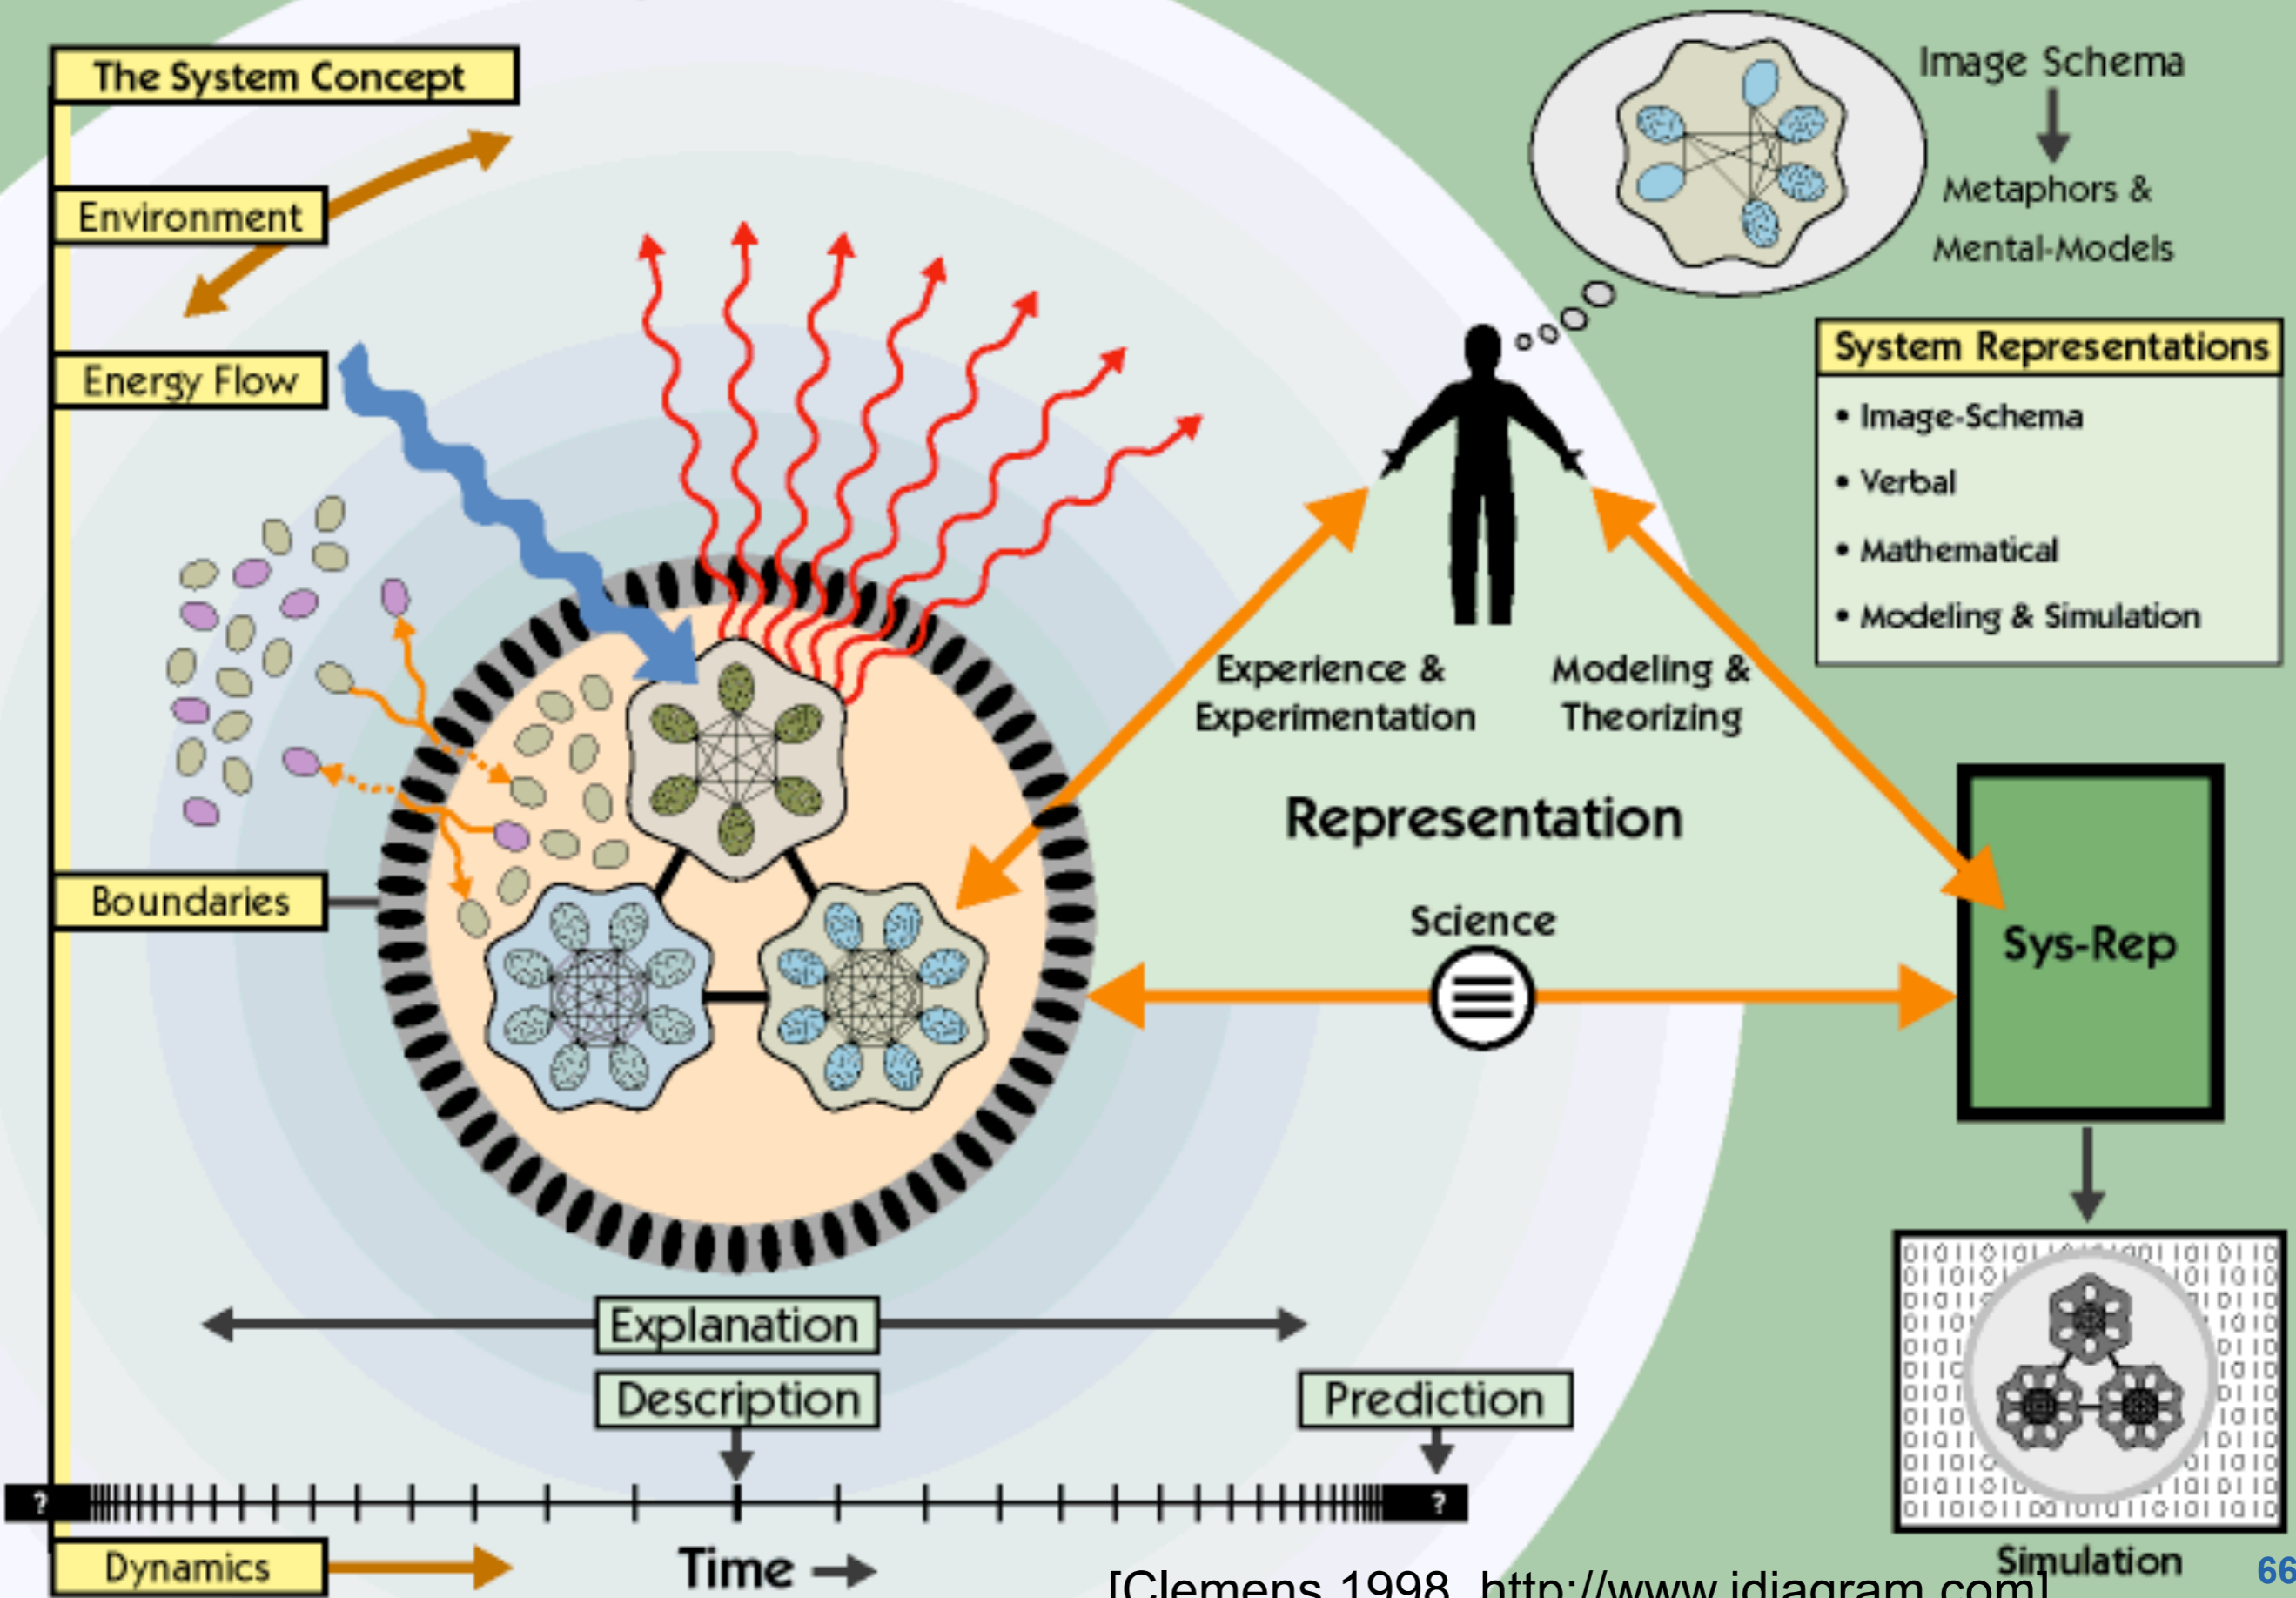 The System Concept
Environment
Energy Flow
Boundaries
Image Schema
Metaphors &
Mental-Models
System Representations
• Image-Schema
• Verbal
• Mathematical
• Modeling & Simulation
Experience &
Experimentation
Modeling &
Theorizing
Representation
Science
Sys-Rep
Explanation
Description
Prediction
?
?
Dynamics
Time
Simulation
[Clemens 1998, http://www.idiagram.com]
66